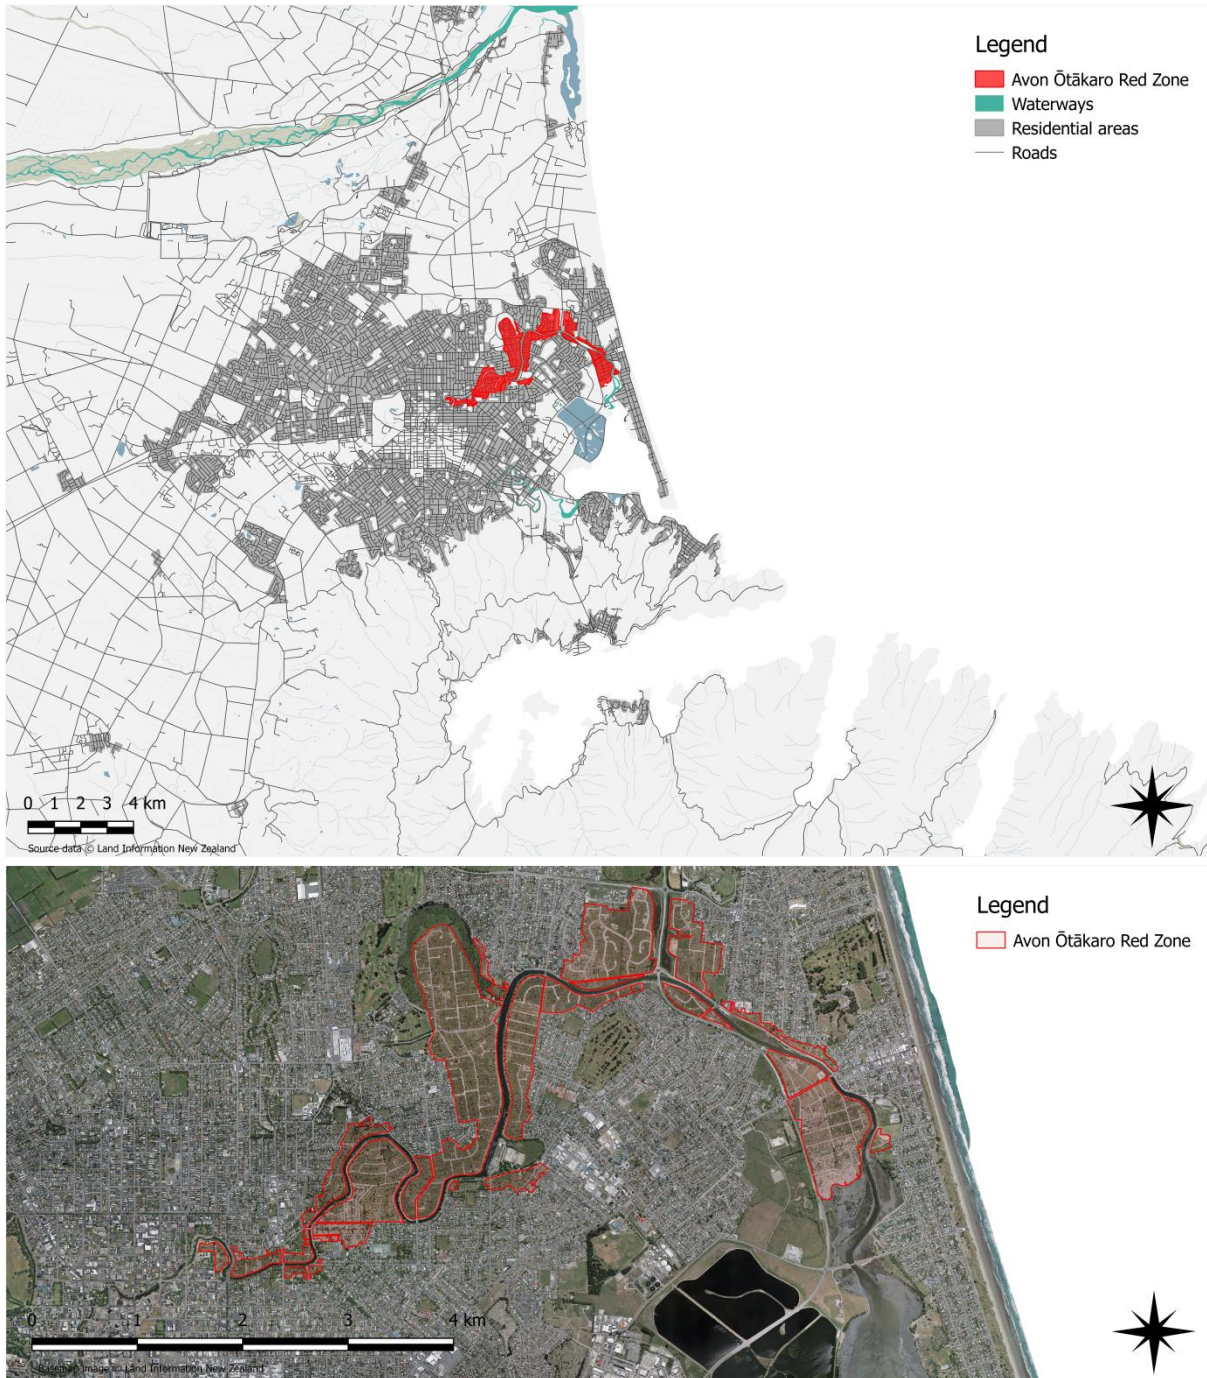 Legend
Avon Ōtākaro Red Zone
Waterways
Residential areas
Roads
0 1 2 3 4 km
Source data © Land Information New Zealand
Legend
Avon Ōtākaro Red Zone
0 1 2 3 4 km
Basemap image © Land Information New Zealand